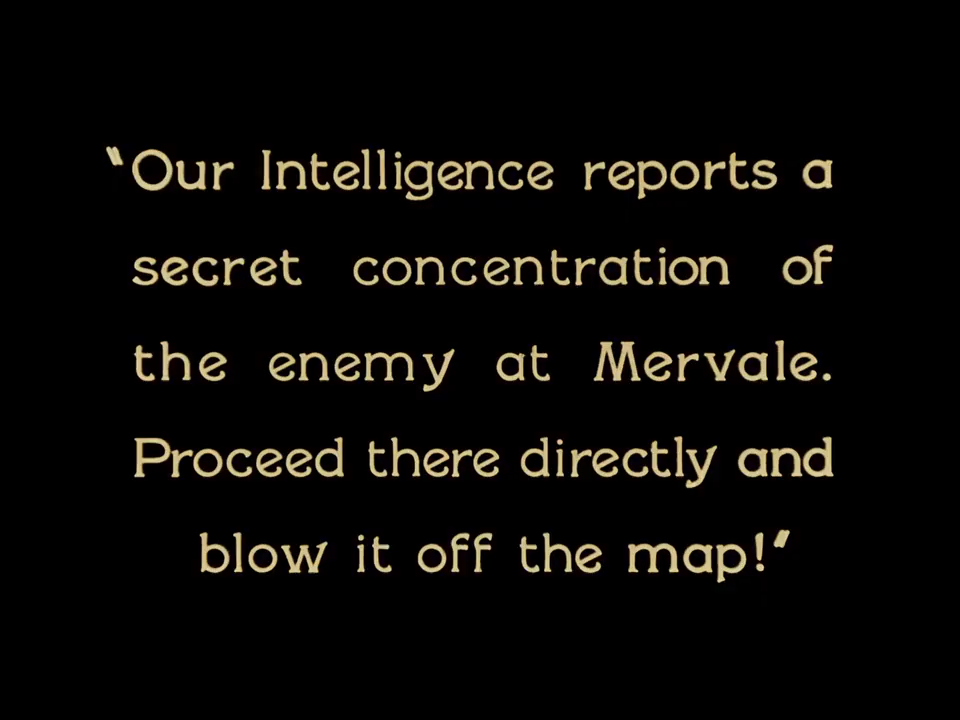 "Our Intelligence reports a
secret concentration of
the enemy at Mervale.
Proceed there directly and
blow it off the map!"